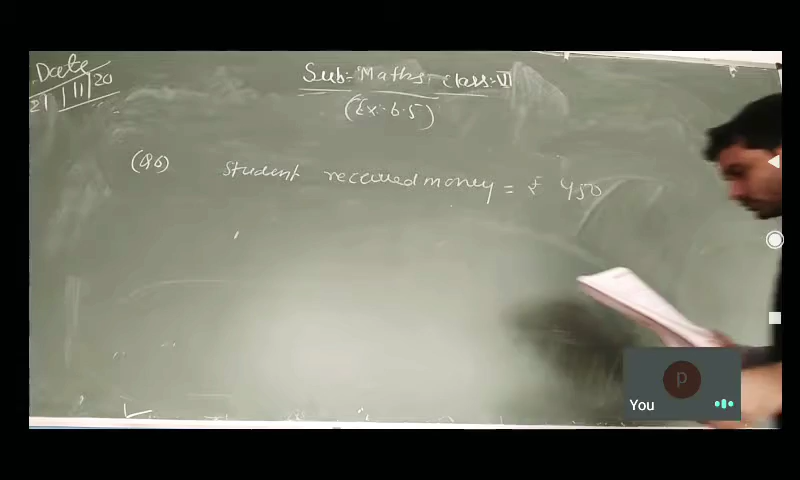 Date
21/11/20
Sub:- Maths. class:-VI
(Ex:-6.5)
(Q6) Student received money = ₹ 450
P
You